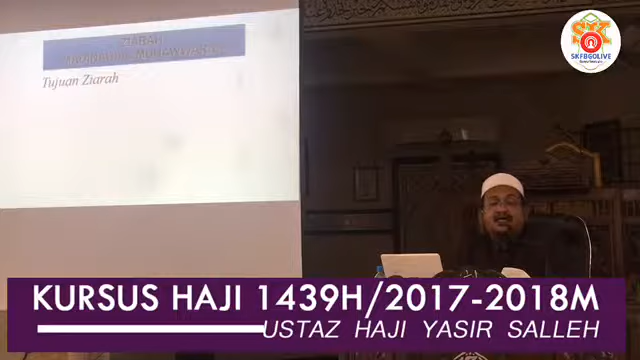 SKFBGOLIVE
ZIARAH
Tujuan Ziarah
KURSUS HAJI 1439H/2017-2018M
USTAZ HAJI YASIR SALLEH